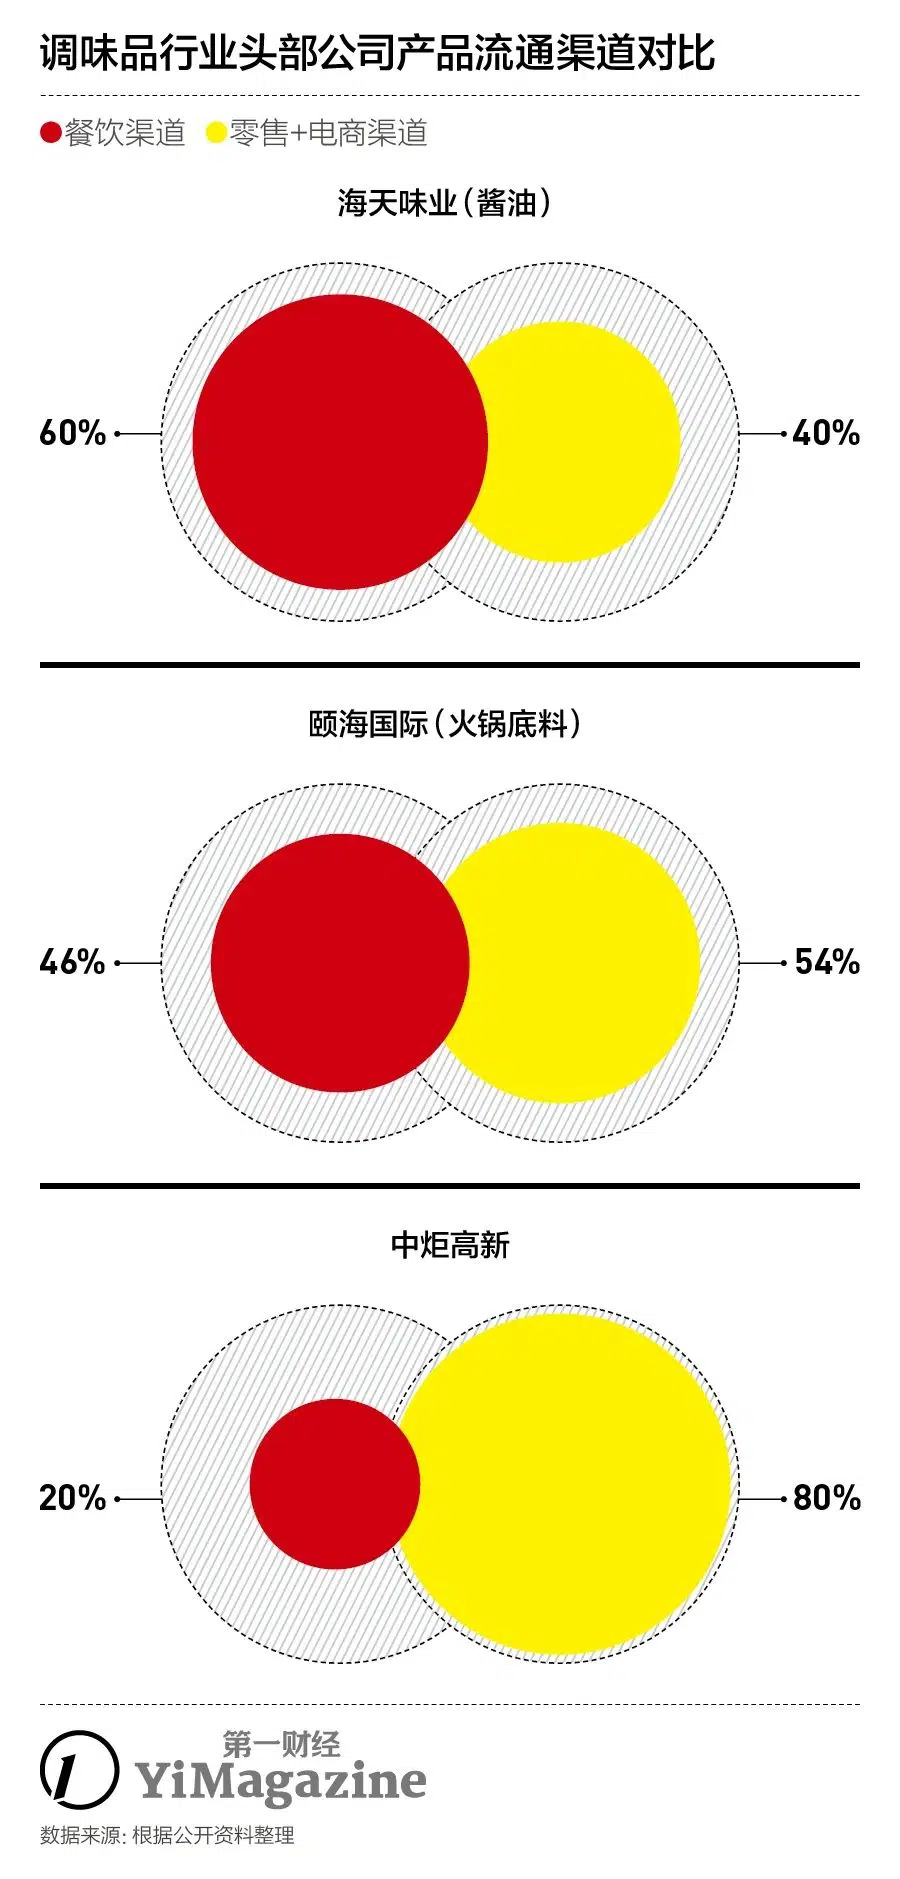 调味品行业头部公司产品流通渠道对比
餐饮渠道 零售+电商渠道
海天味业（酱油）
60% 40%
颐海国际（火锅底料）
46% 54%
中炬高新
20% 80%
第一财经
YiMagazine
数据来源：根据公开资料整理